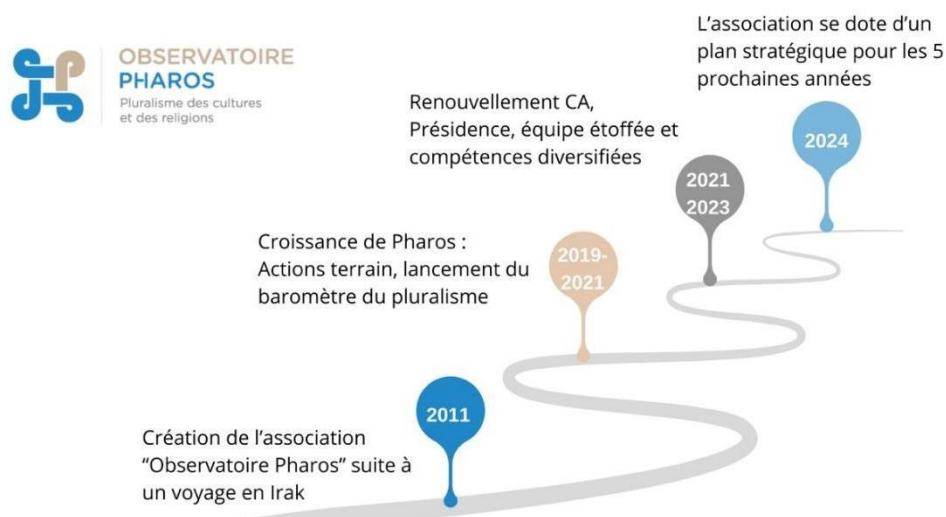 OBSERVATOIRE
PHAROS
Pluralisme des cultures
et des religions
L’association se dote d’un
plan stratégique pour les 5
prochaines années
2024
Renouvellement CA,
Présidence, équipe étoffée et
compétences diversifiées
2021
2023
Croissance de Pharos :
Actions terrain, lancement du
baromètre du pluralisme
2019-
2021
2011
Création de l’association
“Observatoire Pharos” suite à
un voyage en Irak